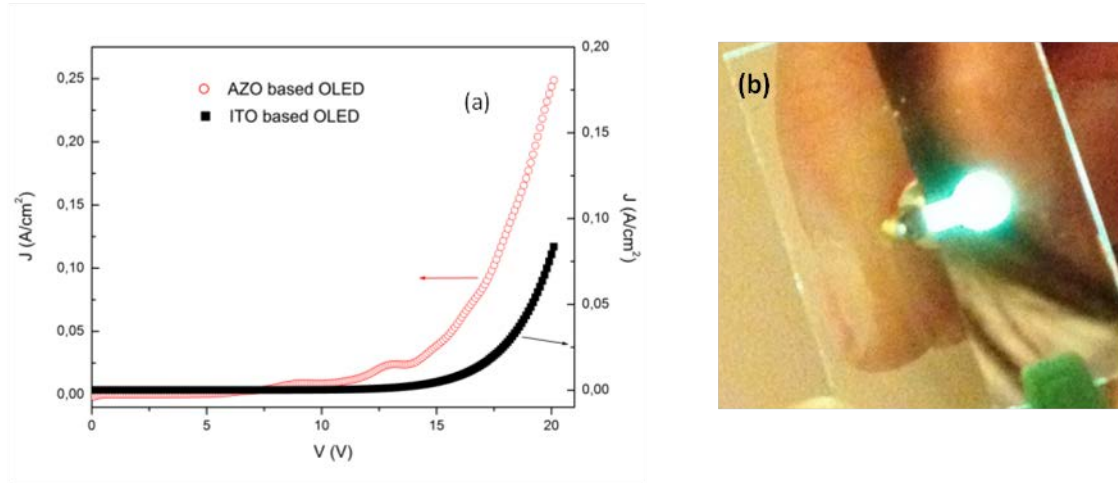 (a)
AZO based OLED
ITO based OLED
J (A/cm²)
0,25
0,20
0,15
0,10
0,05
0,00
0
5
10
15
20
V (V)
0,20
0,15
0,10
0,05
0,00
J (A/cm²)
(b)